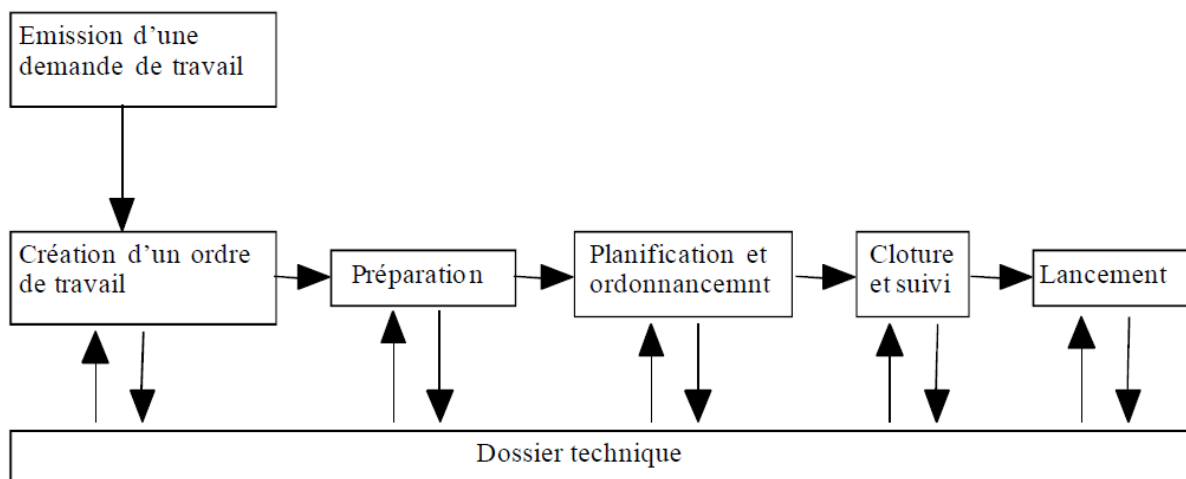 Emission d’une
demande de travail
Création d’un ordre
de travail
Préparation
Planification et
ordonnancemnt
Cloture
et suivi
Lancement
Dossier technique